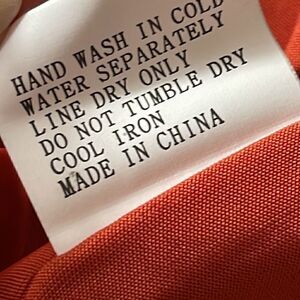 HAND WASH IN COLD
WATER SEPARATELY
LINE DRY ONLY
DO NOT TUMBLE DRY
COOL IRON
MADE IN CHINA